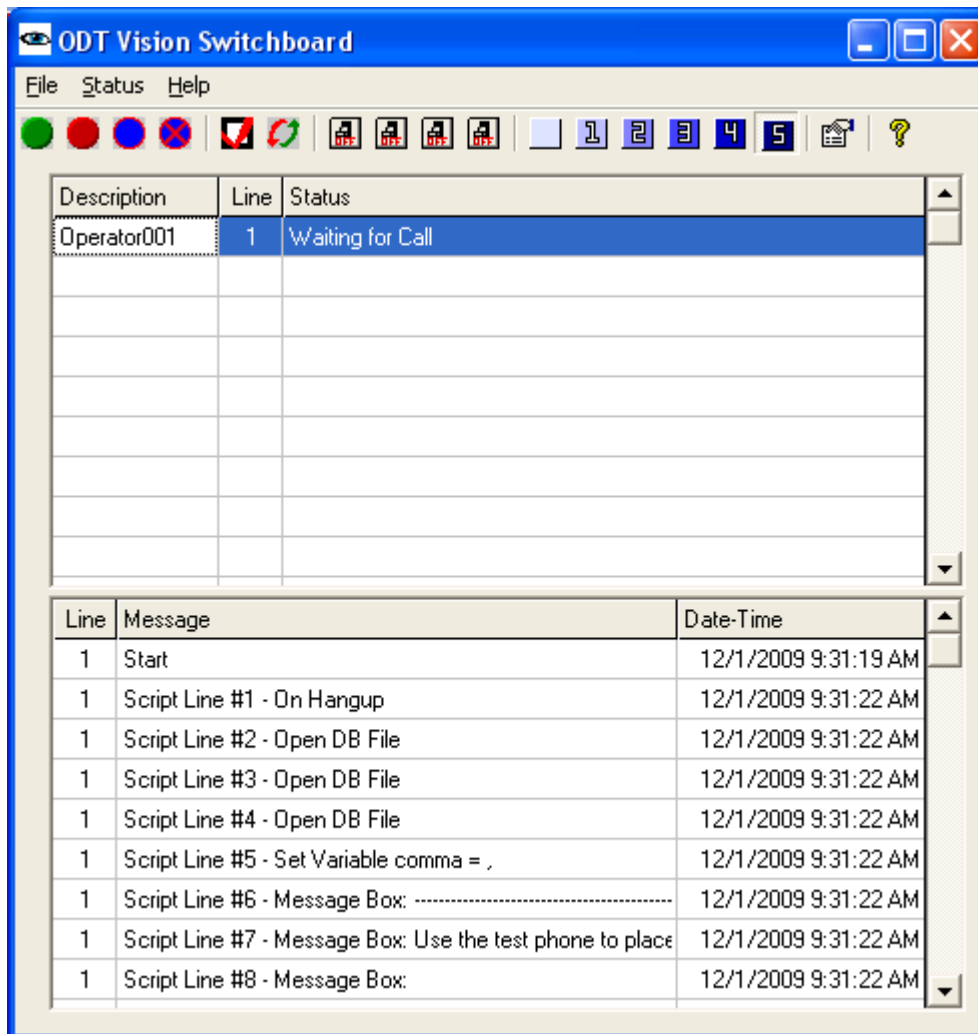 ODT Vision Switchboard
File Status Help
OFF OFF OFF OFF 1 2 3 4 5 ?
Description Line Status
Operator001 1 Waiting for Call
Line Message Date-Time
1 Start 12/1/2009 9:31:19 AM
1 Script Line #1 - On Hangup 12/1/2009 9:31:22 AM
1 Script Line #2 - Open DB File 12/1/2009 9:31:22 AM
1 Script Line #3 - Open DB File 12/1/2009 9:31:22 AM
1 Script Line #4 - Open DB File 12/1/2009 9:31:22 AM
1 Script Line #5 - Set Variable comma = , 12/1/2009 9:31:22 AM
1 Script Line #6 - Message Box: ------------------------------------------- 12/1/2009 9:31:22 AM
1 Script Line #7 - Message Box: Use the test phone to place 12/1/2009 9:31:22 AM
1 Script Line #8 - Message Box: 12/1/2009 9:31:22 AM